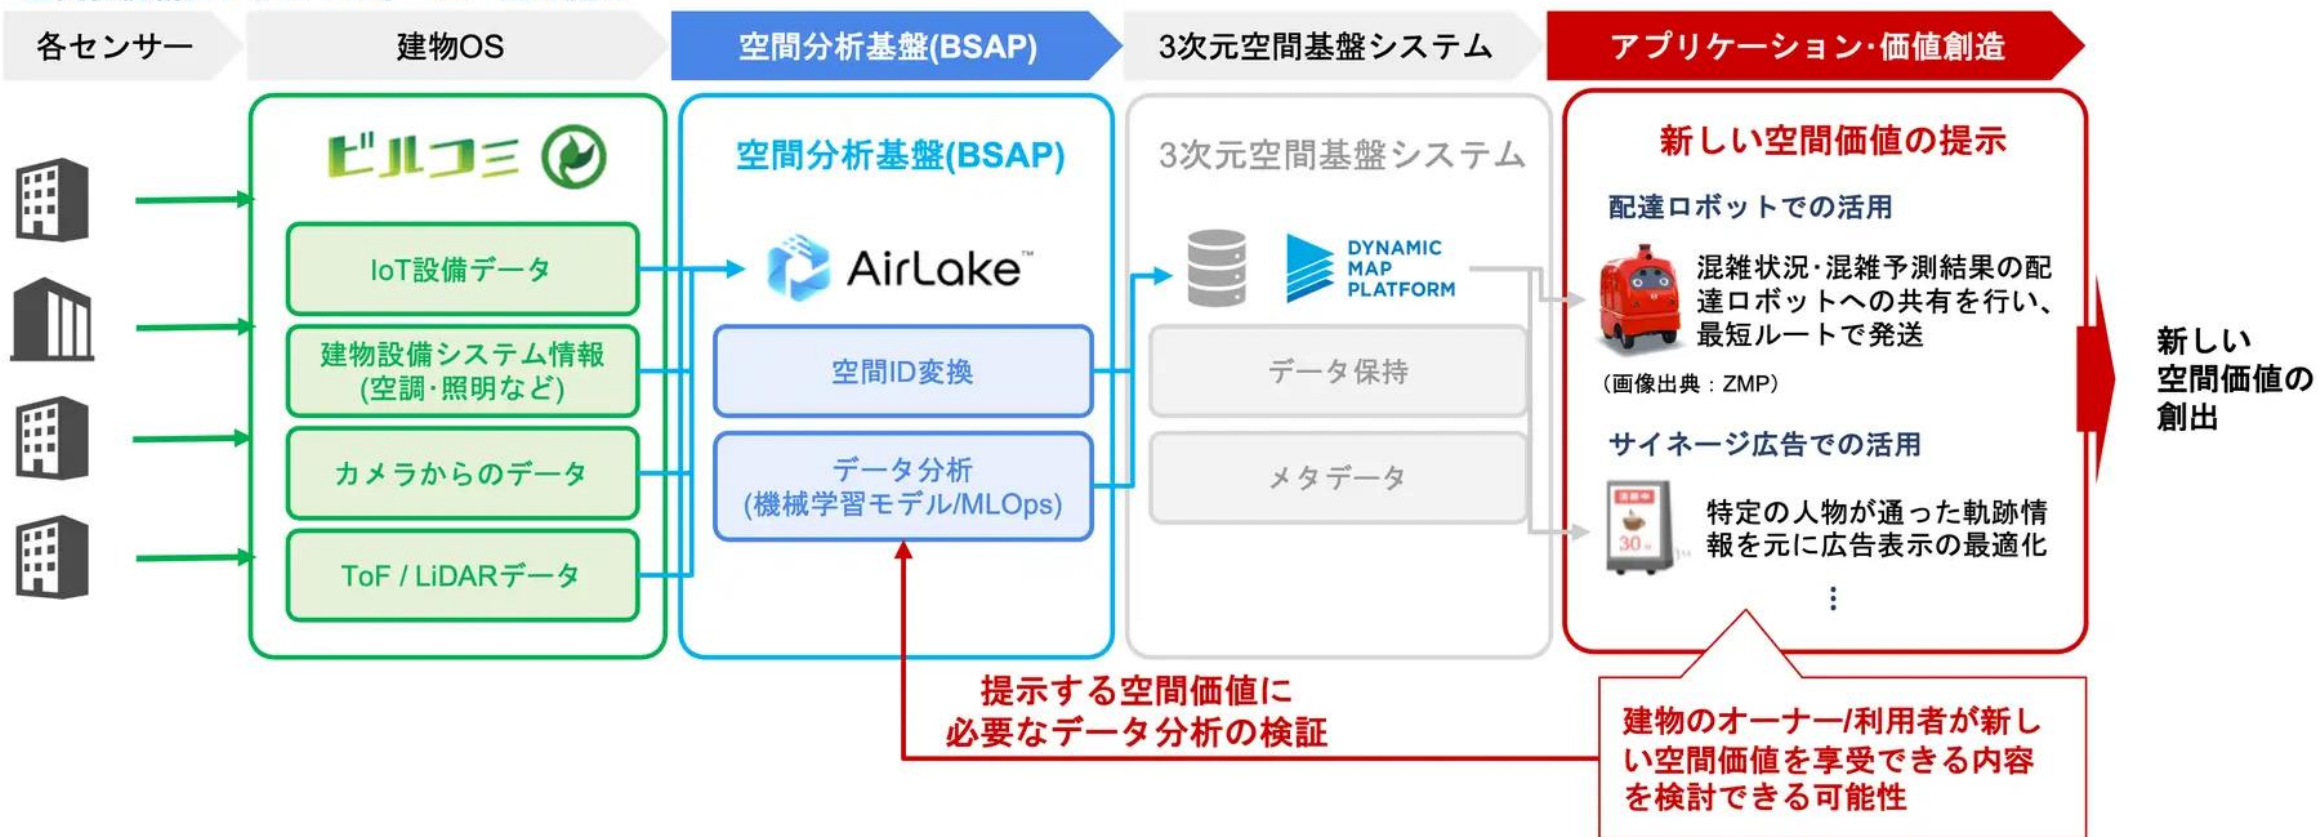 各センサー
建物OS
空間分析基盤(BSAP)
3次元空間基盤システム
アプリケーション･価値創造
ビルコミ
IoT設備データ
建物設備システム情報
(空調･照明など)
カメラからのデータ
ToF / LiDARデータ
空間分析基盤(BSAP)
AirLake™
空間ID変換
データ分析
(機械学習モデル/MLOps)
3次元空間基盤システム
DYNAMIC
MAP
PLATFORM
データ保持
メタデータ
新しい空間価値の提示
配達ロボットでの活用
混雑状況･混雑予測結果の配
達ロボットへの共有を行い、
最短ルートで発送
（画像出典：ZMP）
サイネージ広告での活用
30
特定の人物が通った軌跡情
報を元に広告表示の最適化
⋮
新しい
空間価値の
創出
提示する空間価値に
必要なデータ分析の検証
建物のオーナー/利用者が新し
い空間価値を享受できる内容
を検討できる可能性